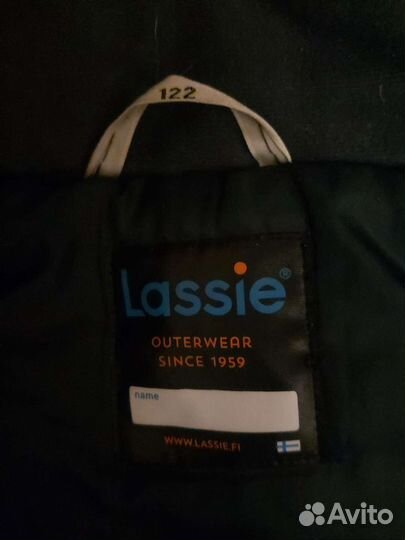 122
Lassie®
OUTERWEAR
SINCE 1959
name
WWW.LASSIE.FI
Avito